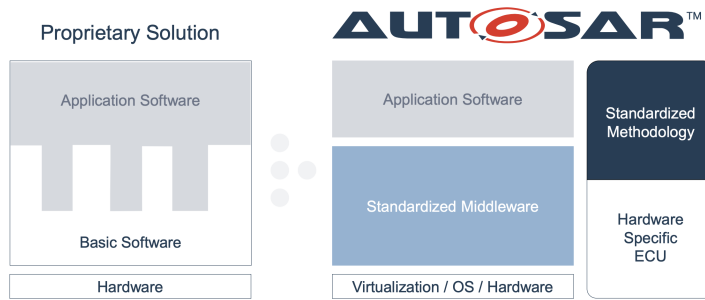 Proprietary Solution
AUTOSAR™
Application Software
Basic Software
Hardware
Application Software
Standardized Middleware
Virtualization / OS / Hardware
Standardized
Methodology
Hardware
Specific
ECU